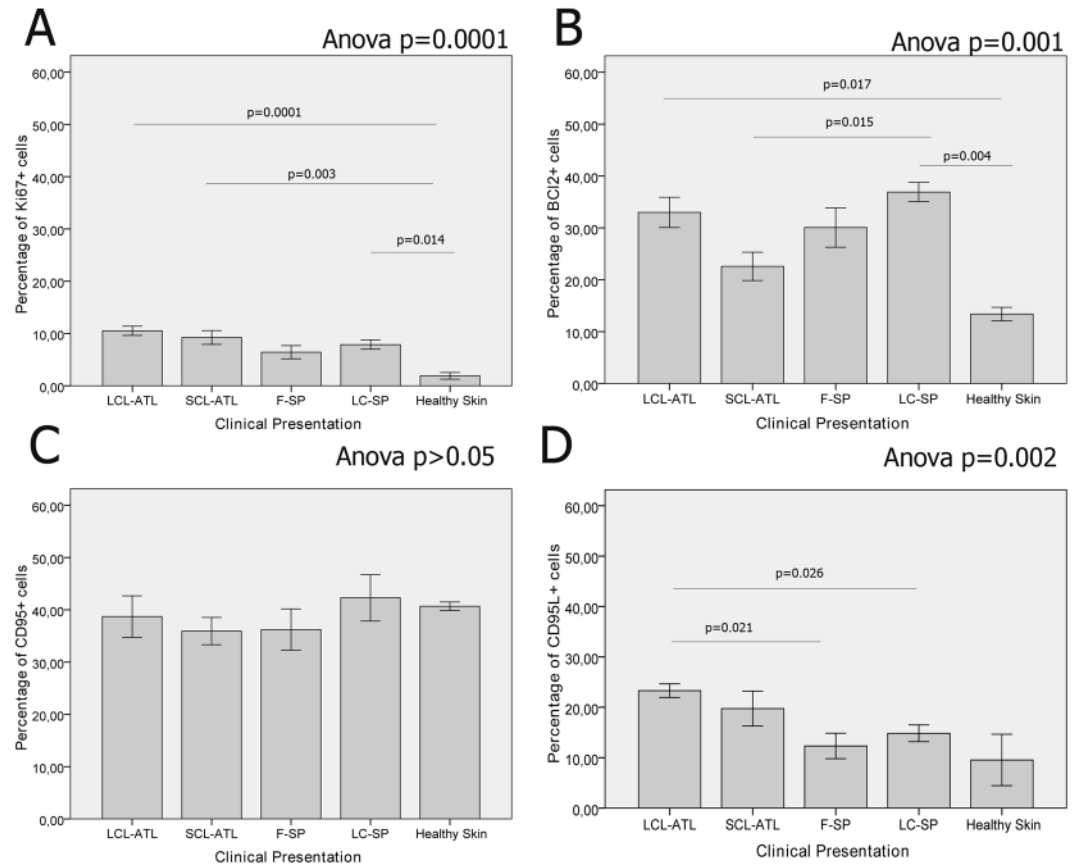 A
Anova p=0.0001
Percentage of Ki67+ cells
60,00
50,00
40,00
30,00
20,00
10,00
0,00
p=0.0001
p=0.003
p=0.014
LCL-ATL SCL-ATL F-SP LC-SP Healthy Skin
Clinical Presentation
B
Anova p=0.001
Percentage of BCl2+ cells
60,00
50,00
40,00
30,00
20,00
10,00
0,00
p=0.017
p=0.015
p=0.004
LCL-ATL SCL-ATL F-SP LC-SP Healthy Skin
Clinical Presentation
C
Anova p>0.05
Percentage of CD95+ cells
60,00
50,00
40,00
30,00
20,00
10,00
0,00
LCL-ATL SCL-ATL F-SP LC-SP Healthy Skin
Clinical Presentation
D
Anova p=0.002
Percentage of CD95L+ cells
60,00
50,00
40,00
30,00
20,00
10,00
0,00
p=0.026
p=0.021
LCL-ATL SCL-ATL F-SP LC-SP Healthy Skin
Clinical Presentation